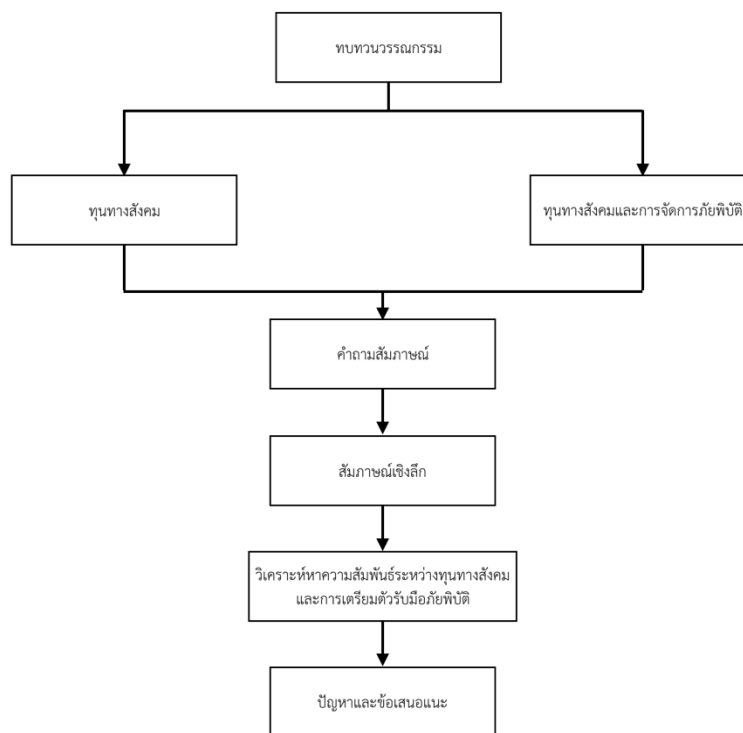 ทบทวนวรรณกรรม
ทุนทางสังคม
ทุนทางสังคมและการจัดการภัยพิบัติ
คำถามสัมภาษณ์
สัมภาษณ์เชิงลึก
วิเคราะห์หาความสัมพันธ์ระหว่างทุนทางสังคม
และการเตรียมตัวรับมือภัยพิบัติ
ปัญหาและข้อเสนอแนะ